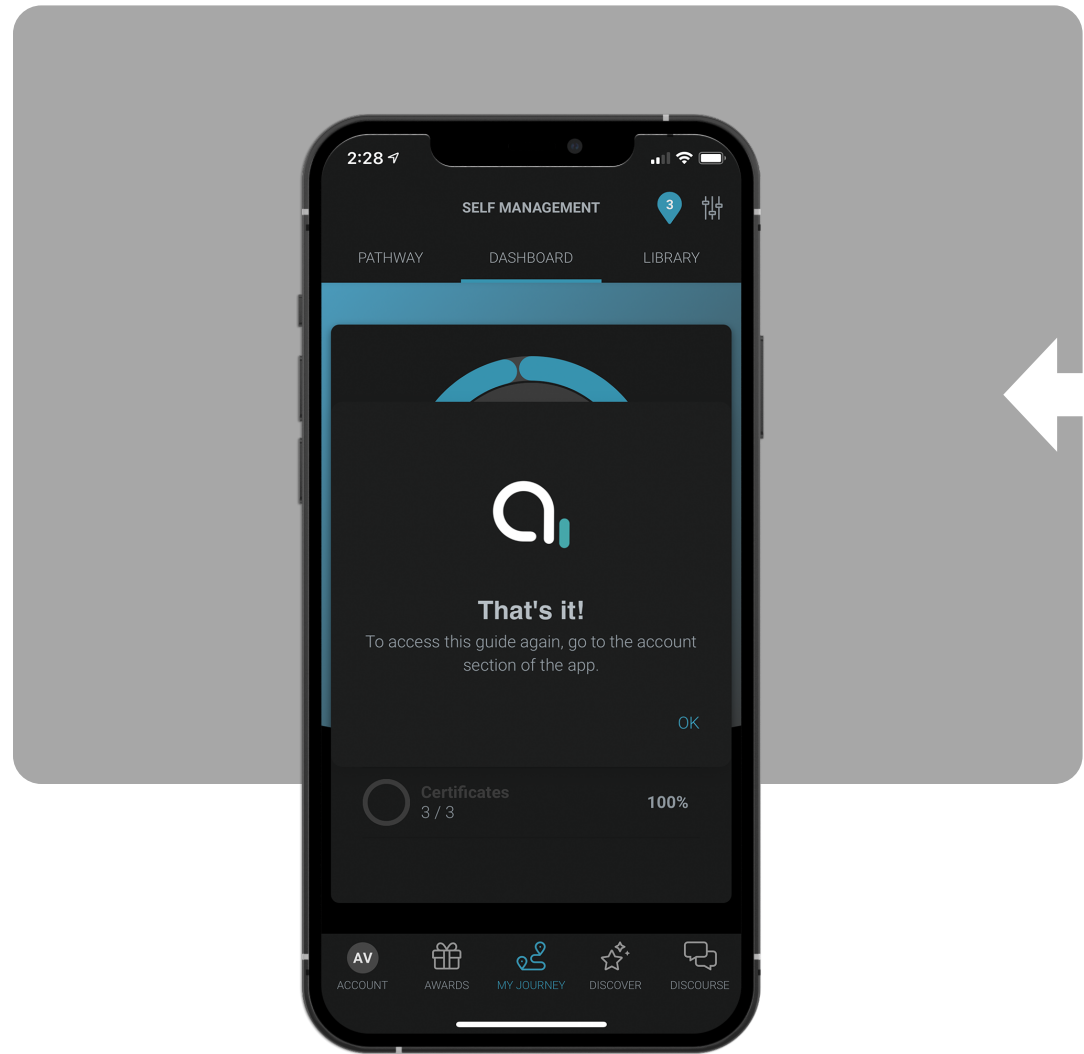 2:28
SELF MANAGEMENT
3
PATHWAY
DASHBOARD
LIBRARY
That's it!
To access this guide again, go to the account
section of the app.
OK
Certificates
3 / 3
100%
AV
ACCOUNT
AWARDS
MY JOURNEY
DISCOVER
DISCOURSE